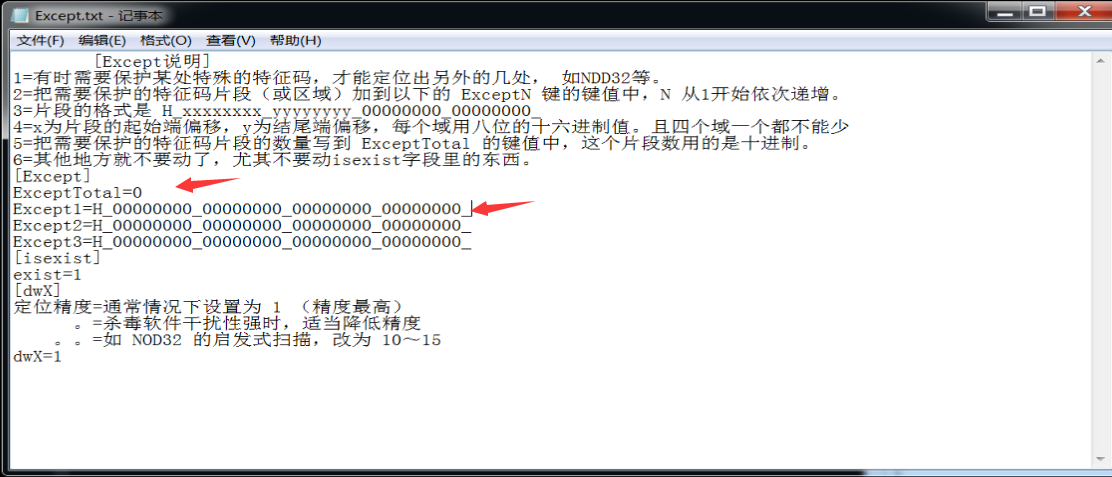 Except.txt - 记事本
文件(F) 编辑(E) 格式(O) 查看(V) 帮助(H)
[Except说明]
1=有时需要保护某处特殊的特征码，才能定位出另外的几处， 如NDD32等。
2=把需要保护的特征码片段（或区域）加到以下的 ExceptN 键的键值中，N 从1开始依次递增。
3=片段的格式是 H_xxxxxxxx_yyyyyyyy_00000000_00000000_
4=x为片段的起始端偏移，y为结尾端偏移，每个域用八位的十六进制值。且四个域一个都不能少
5=把需要保护的特征码片段的数量写到 ExceptTotal 的键值中，这个片段数用的是十进制。
6=其他地方就不要动了，尤其不要动isexist字段里的东西。
[Except]
ExceptTotal=0
Except1=H_00000000_00000000_00000000_00000000_
Except2=H_00000000_00000000_00000000_00000000_
Except3=H_00000000_00000000_00000000_00000000_
[isexist]
exist=1
[dwX]
定位精度=通常情况下设置为 1 （精度最高）
。=杀毒软件干扰性强时，适当降低精度
。。=如 NOD32 的启发式扫描，改为 10～15
dwX=1